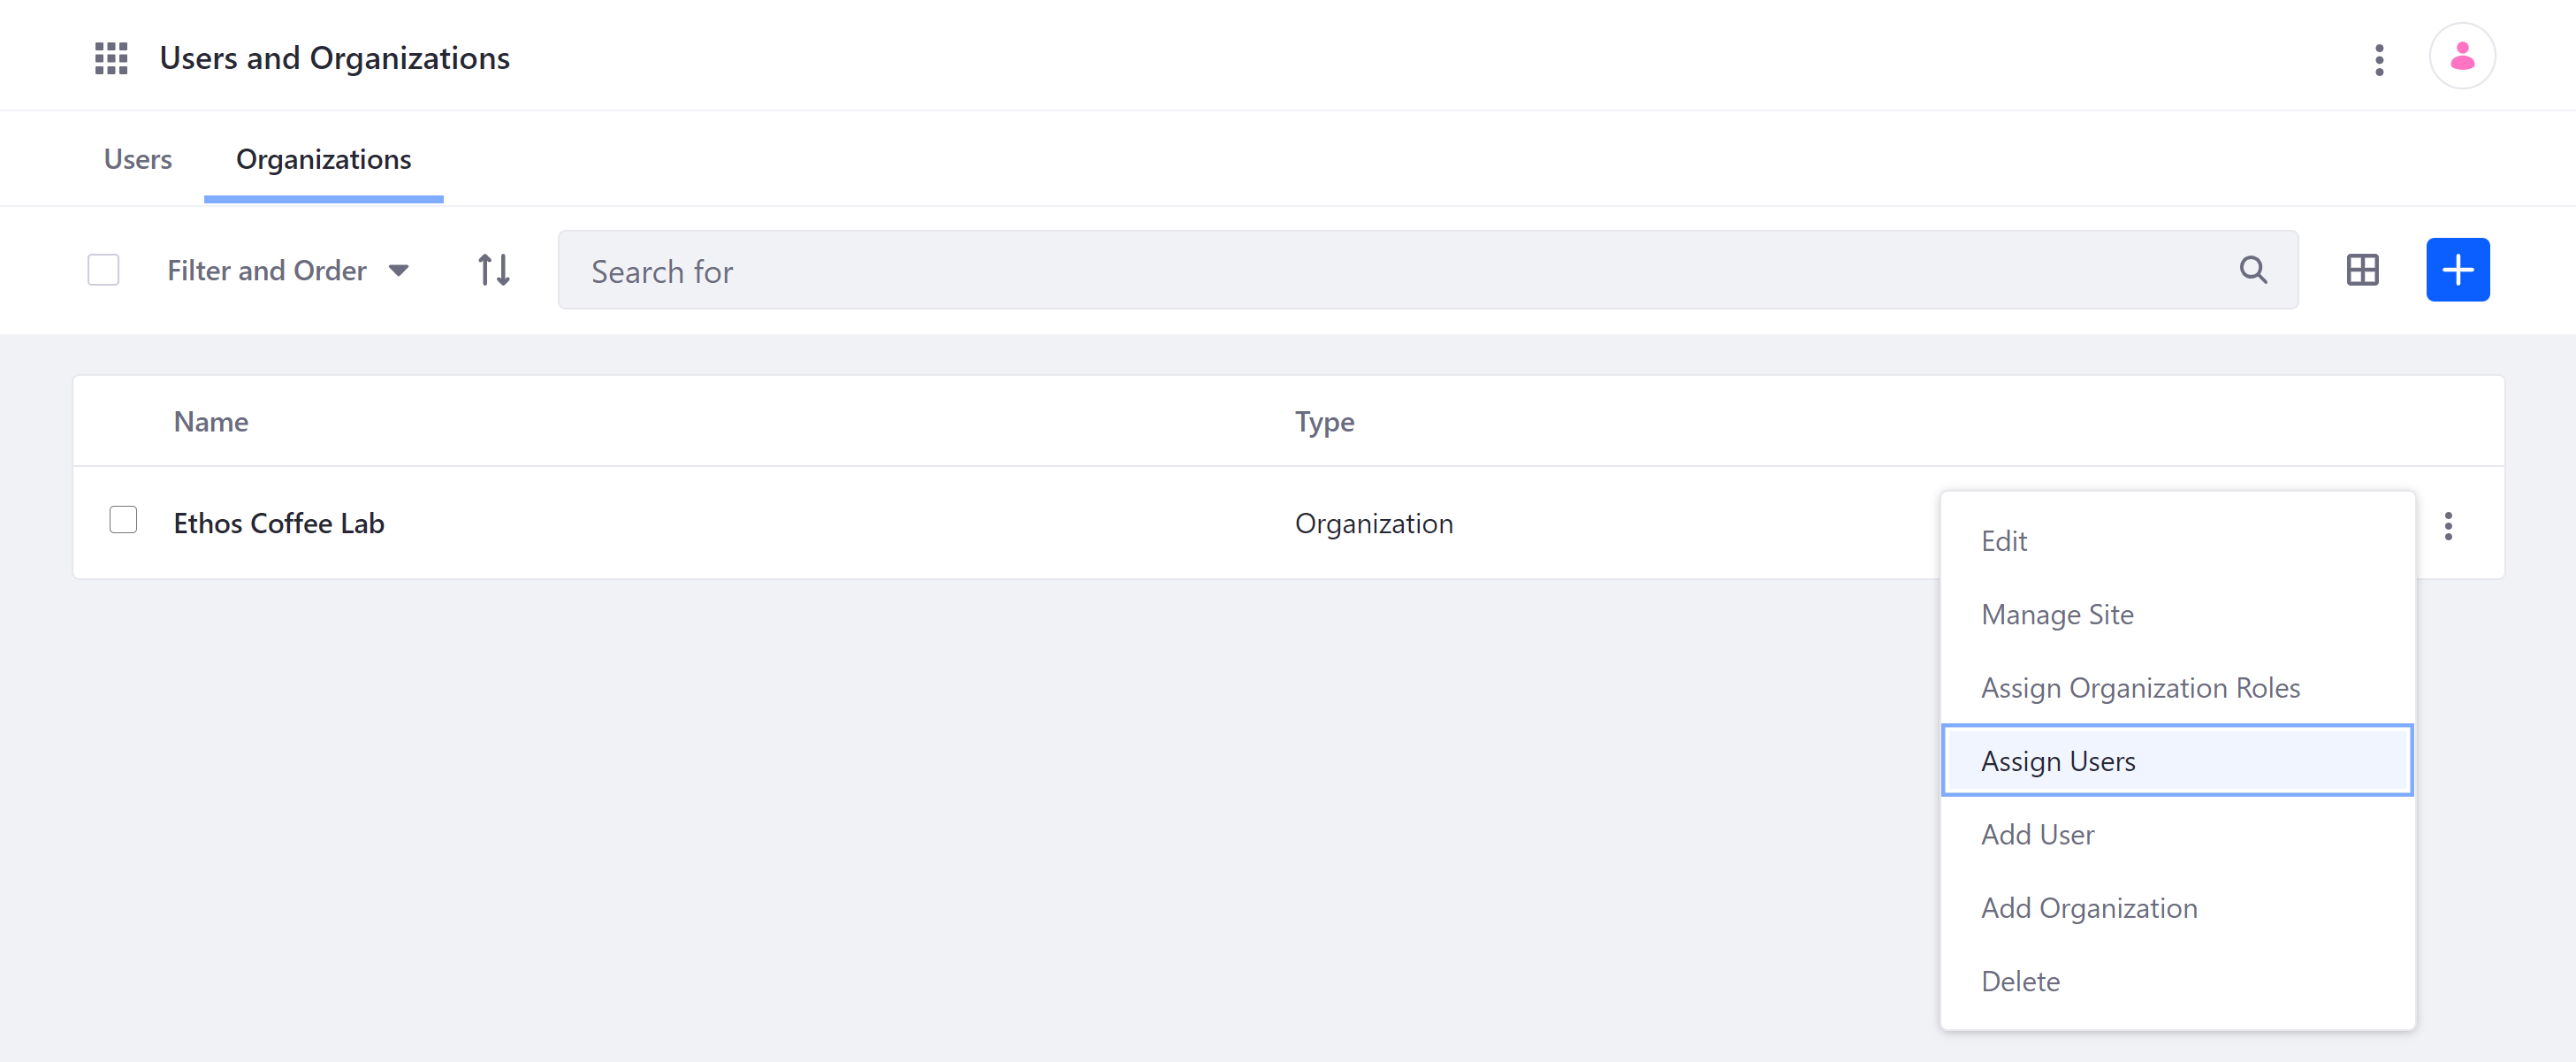 Users and Organizations
Users
Organizations
Filter and Order
Search for
Name
Type
Ethos Coffee Lab
Organization
Edit
Manage Site
Assign Organization Roles
Assign Users
Add User
Add Organization
Delete